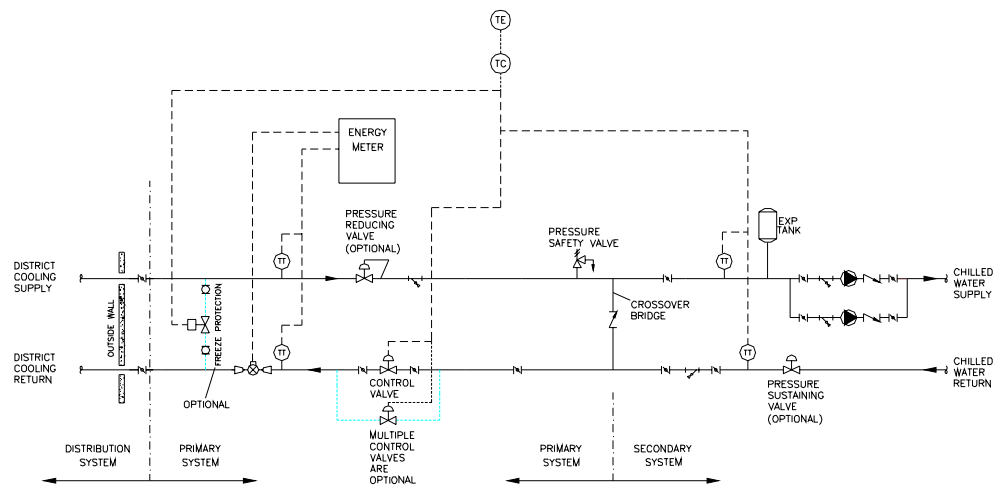 TE
TC
ENERGY
METER
PRESSURE
REDUCING
VALVE
(OPTIONAL)
PRESSURE
SAFETY VALVE
EXP
TANK
TT
TT
DISTRICT
COOLING
SUPPLY
CHILLED
WATER
SUPPLY
OUTSIDE WALL
FREEZE PROTECTION
CROSSOVER
BRIDGE
TT
TT
DISTRICT
COOLING
RETURN
CHILLED
WATER
RETURN
OPTIONAL
CONTROL
VALVE
PRESSURE
SUSTAINING
VALVE
(OPTIONAL)
MULTIPLE
CONTROL
VALVES
ARE
OPTIONAL
DISTRIBUTION
SYSTEM
PRIMARY
SYSTEM
PRIMARY
SYSTEM
SECONDARY
SYSTEM